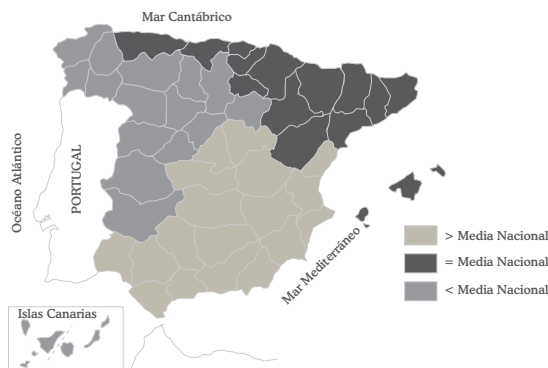 Mar Cantábrico
Océano Atlántico
PORTUGAL
Mar Mediterráneo
> Media Nacional
= Media Nacional
< Media Nacional
Islas Canarias